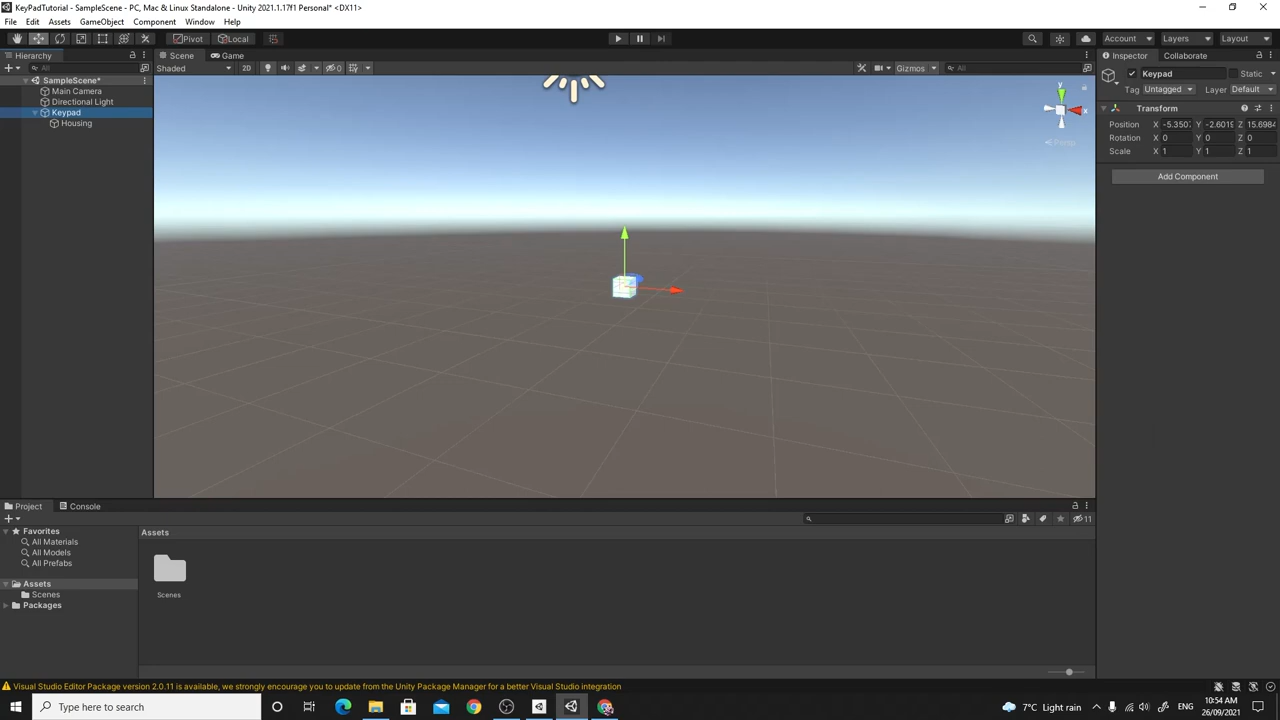 KeyPadTutorial - SampleScene - PC, Mac & Linux Standalone - Unity 2021.1.17f1 Personal* <DX11>
File Edit Assets GameObject Component Window Help
Pivot Local Account Layers Layout
Hierarchy Scene Game Inspector Collaborate
All Shaded 2D 0 Gizmos All
SampleScene*
Main Camera
Directional Light
Keypad
Housing
y
x
Persp
Keypad Static
Tag Untagged Layer Default
Transform
Position X -5.3507 Y -2.6019 Z 15.6984
Rotation X 0 Y 0 Z 0
Scale X 1 Y 1 Z 1
Add Component
Project Console
11
Favorites
All Materials
All Models
All Prefabs
Assets
Scenes
Packages
Assets
Scenes
Visual Studio Editor Package version 2.0.11 is available, we strongly encourage you to update from the Unity Package Manager for a better Visual Studio integration
Type here to search
7°C Light rain
ENG
10:54 AM
26/09/2021